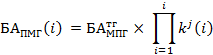 БА_ПМГ(i) = БА_МПГ^тг × ∏_{i=1}^{i} k^j(i)